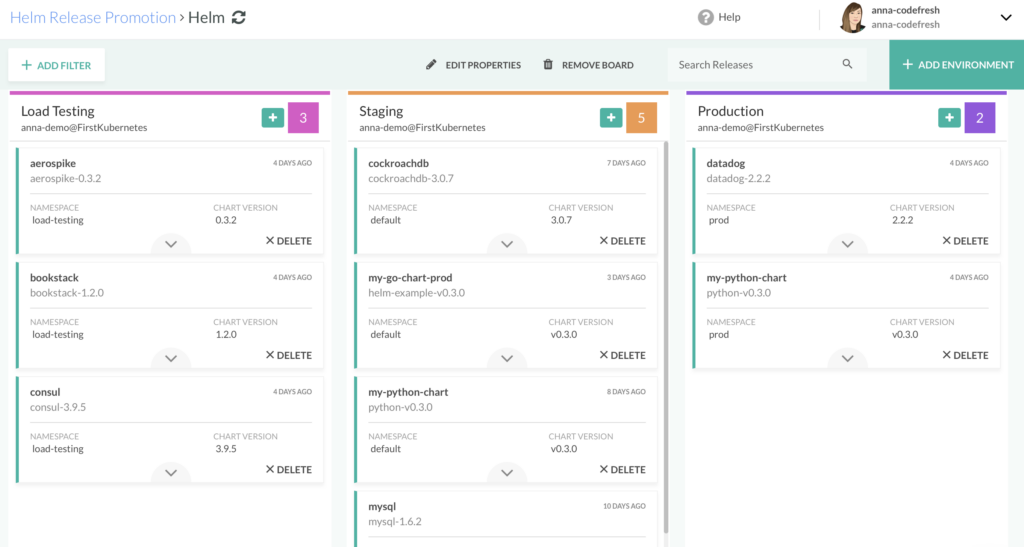 Helm Release Promotion > Helm
Help
anna-codefresh
anna-codefresh
+ ADD FILTER
EDIT PROPERTIES
REMOVE BOARD
Search Releases
+ ADD ENVIRONMENT
Load Testing
anna-demo@FirstKubernetes
+
3
aerospike
4 DAYS AGO
aerospike-0.3.2
NAMESPACE CHART VERSION
load-testing 0.3.2
DELETE
bookstack
4 DAYS AGO
bookstack-1.2.0
NAMESPACE CHART VERSION
load-testing 1.2.0
DELETE
consul
4 DAYS AGO
consul-3.9.5
NAMESPACE CHART VERSION
load-testing 3.9.5
DELETE
Staging
anna-demo@FirstKubernetes
+
5
cockroachdb
7 DAYS AGO
cockroachdb-3.0.7
NAMESPACE CHART VERSION
default 3.0.7
DELETE
my-go-chart-prod
3 DAYS AGO
helm-example-v0.3.0
NAMESPACE CHART VERSION
default v0.3.0
DELETE
my-python-chart
8 DAYS AGO
python-v0.3.0
NAMESPACE CHART VERSION
default v0.3.0
DELETE
mysql
10 DAYS AGO
mysql-1.6.2
Production
anna-demo@FirstKubernetes
+
2
datadog
4 DAYS AGO
datadog-2.2.2
NAMESPACE CHART VERSION
prod 2.2.2
DELETE
my-python-chart
4 DAYS AGO
python-v0.3.0
NAMESPACE CHART VERSION
prod v0.3.0
DELETE